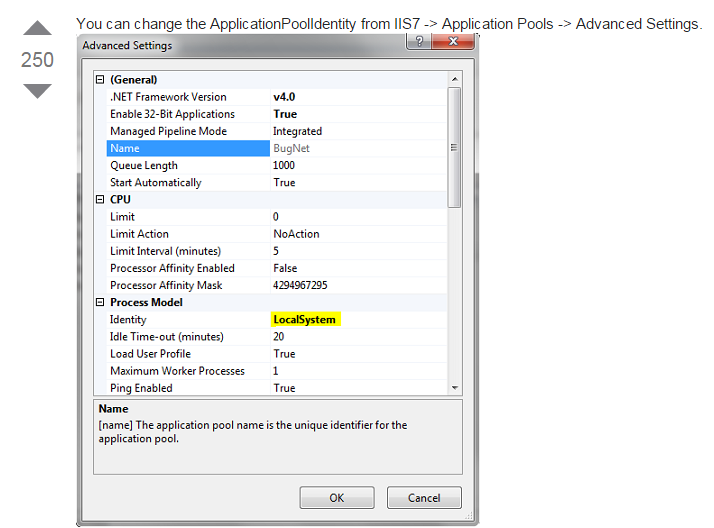 You can change the ApplicationPoolIdentity from IIS7 -> Application Pools -> Advanced Settings.
250
Advanced Settings
(General)
.NET Framework Version v4.0
Enable 32-Bit Applications True
Managed Pipeline Mode Integrated
Name BugNet
Queue Length 1000
Start Automatically True
CPU
Limit 0
Limit Action NoAction
Limit Interval (minutes) 5
Processor Affinity Enabled False
Processor Affinity Mask 4294967295
Process Model
Identity LocalSystem
Idle Time-out (minutes) 20
Load User Profile True
Maximum Worker Processes 1
Ping Enabled True
Name
[name] The application pool name is the unique identifier for the
application pool.
OK Cancel